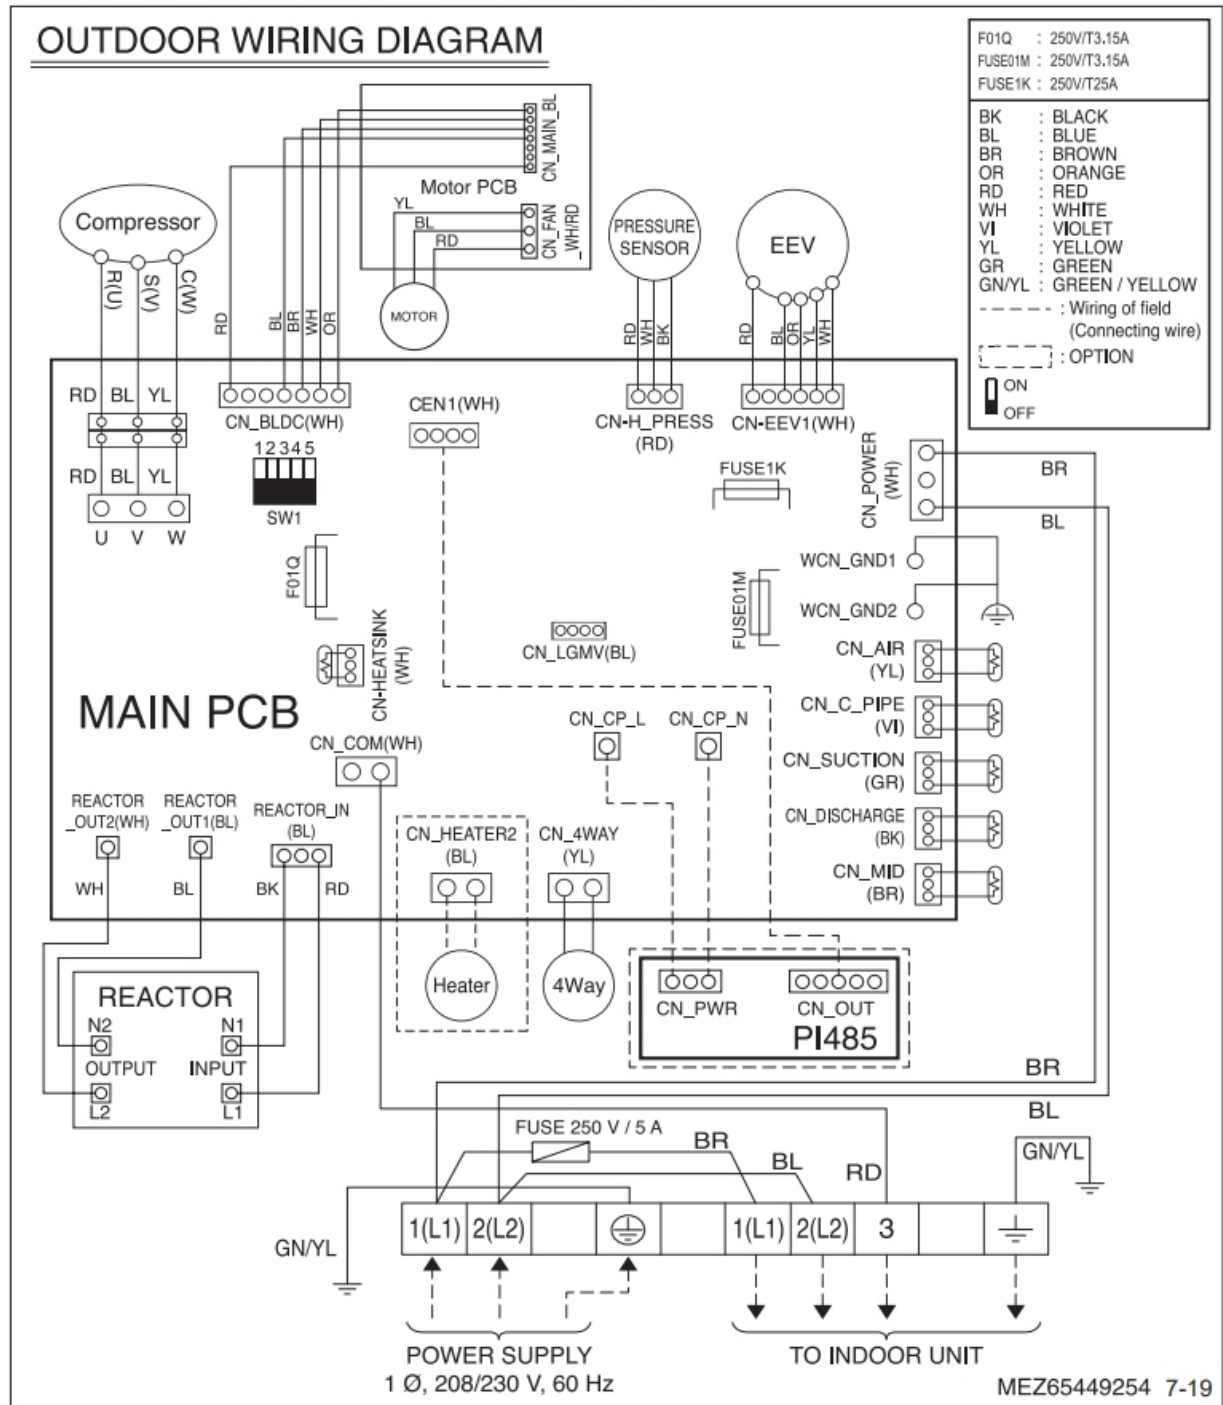 OUTDOOR WIRING DIAGRAM
F01Q : 250V/T3.15A
FUSE01M : 250V/T3.15A
FUSE1K : 250V/T25A
BK : BLACK
BL : BLUE
BR : BROWN
OR : ORANGE
RD : RED
WH : WHITE
VI : VIOLET
YL : YELLOW
GR : GREEN
GN/YL : GREEN / YELLOW
: Wiring of field
(Connecting wire)
: OPTION
ON
OFF
CN_MAIN_BL
Motor PCB
CN_FAN
_WH/RD
YL
BL
RD
MOTOR
Compressor
R(U)
S(V)
C(W)
RD
BL
BR
WH
OR
PRESSURE
SENSOR
RD
WH
BK
EEV
RD
BL
OR
YL
WH
RD BL YL
RD BL YL
U V W
CN_BLDC(WH)
12345
SW1
CEN1(WH)
CN-H_PRESS
(RD)
CN-EEV1(WH)
FUSE1K
CN_POWER
(WH)
BR
BL
F01Q
FUSE01M
WCN_GND1
WCN_GND2
CN-HEATSINK
(WH)
CN_LGMV(BL)
CN_AIR
(YL)
CN_C_PIPE
(VI)
CN_SUCTION
(GR)
CN_DISCHARGE
(BK)
CN_MID
(BR)
MAIN PCB
CN_COM(WH)
CN_CP_L
CN_CP_N
REACTOR
_OUT2(WH)
REACTOR
_OUT1(BL)
REACTOR_IN
(BL)
WH
BL
BK
RD
CN_HEATER2
(BL)
CN_4WAY
(YL)
Heater
4Way
CN_PWR
CN_OUT
PI485
REACTOR
N2
N1
OUTPUT
INPUT
L2
L1
BR
BL
FUSE 250 V / 5 A
BR
BL
RD
GN/YL
GN/YL
1(L1) 2(L2) 1(L1) 2(L2) 3
POWER SUPPLY
1 Ø, 208/230 V, 60 Hz
TO INDOOR UNIT
MEZ65449254 7-19